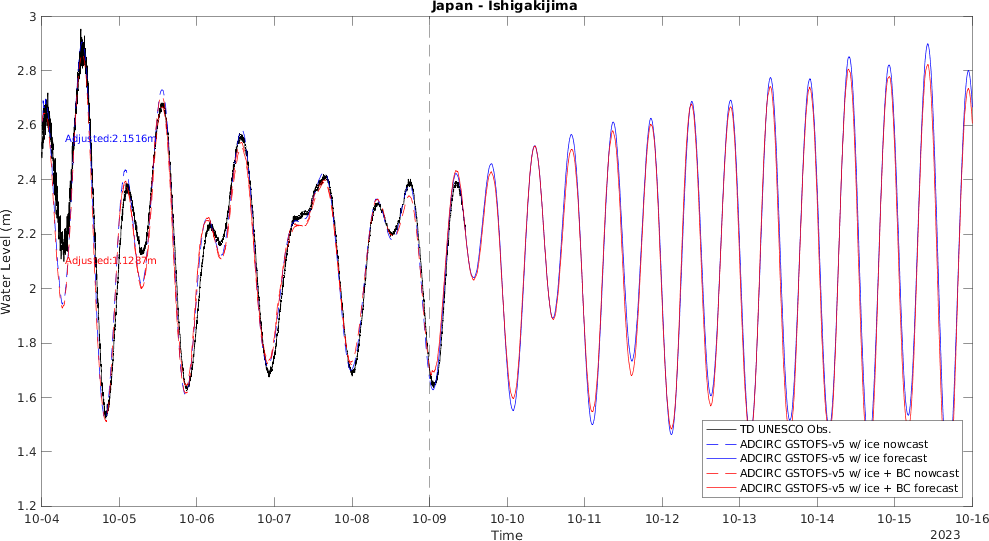 Japan - Ishigakijima
3
2.8
2.6
2.4
2.2
2
1.8
1.6
1.4
1.2
Water Level (m)
Adjusted:2.1516m
Adjusted:1.1287m
TD UNESCO Obs.
ADCIRC GSTOFS-v5 w/ ice nowcast
ADCIRC GSTOFS-v5 w/ ice forecast
ADCIRC GSTOFS-v5 w/ ice + BC nowcast
ADCIRC GSTOFS-v5 w/ ice + BC forecast
10-04 10-05 10-06 10-07 10-08 10-09 10-10 10-11 10-12 10-13 10-14 10-15 10-16
Time
2023